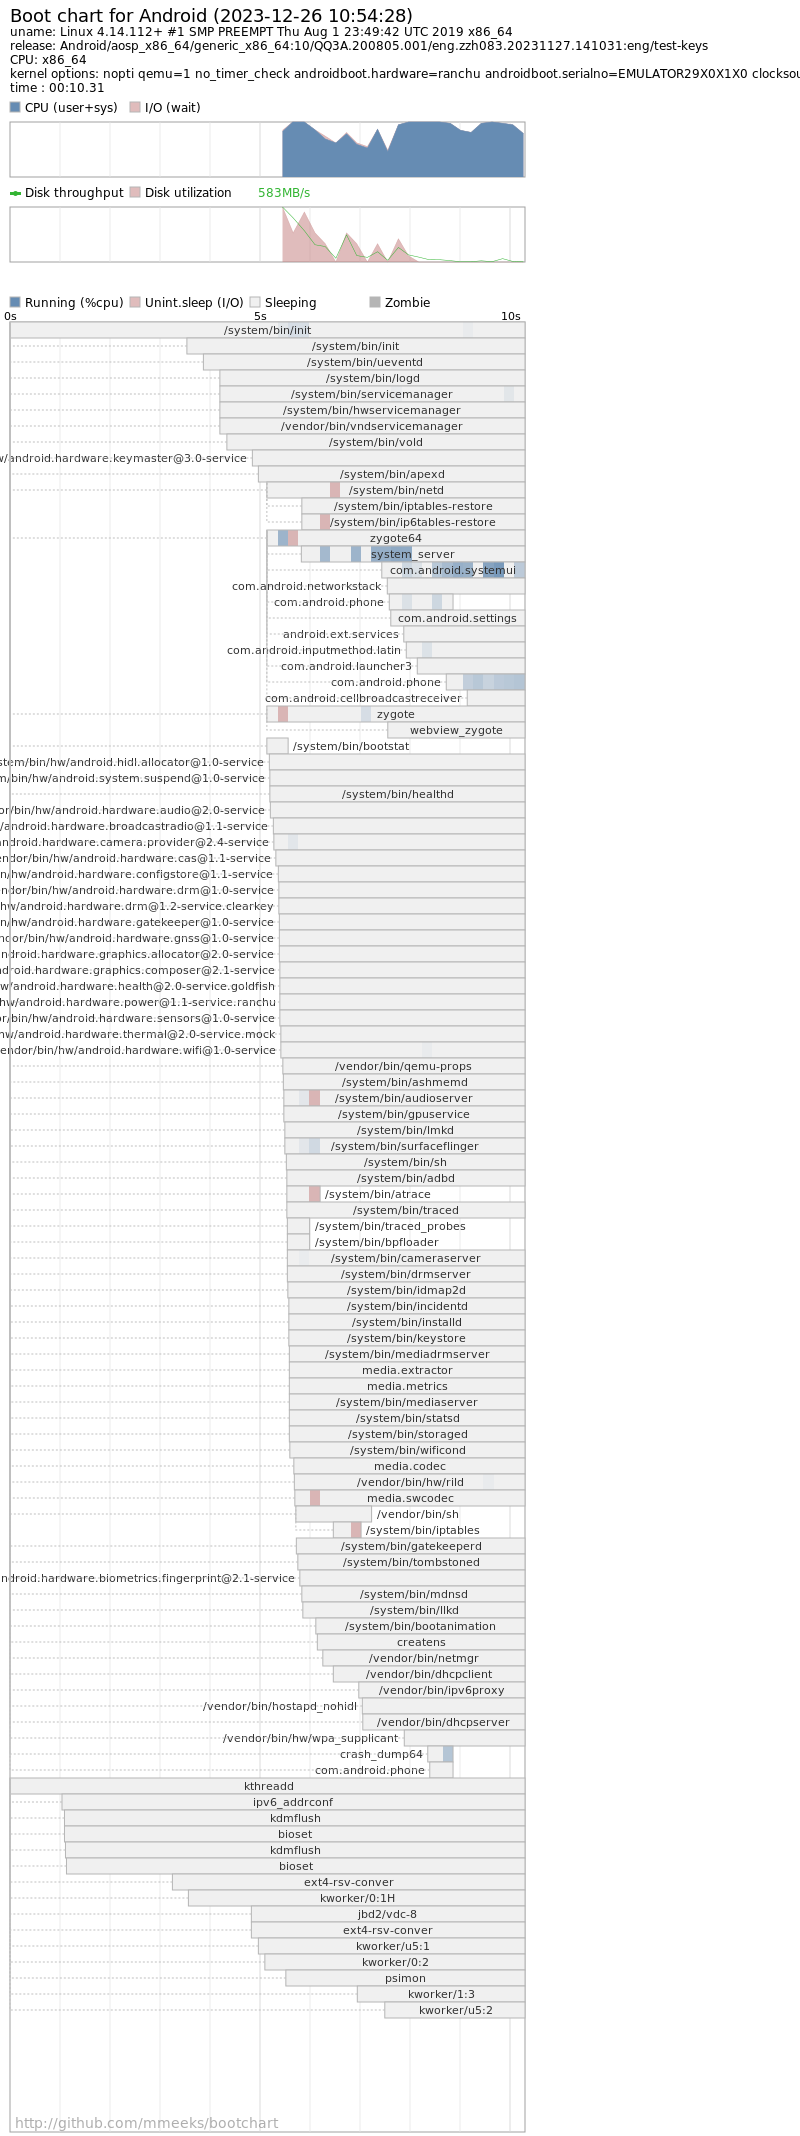 Boot chart for Android (2023-12-26 10:54:28)
uname: Linux 4.14.112+ #1 SMP PREEMPT Thu Aug 1 23:49:42 UTC 2019 x86_64
release: Android/aosp_x86_64/generic_x86_64:10/QQ3A.200805.001/eng.zzh083.20231127.141031:eng/test-keys
CPU: x86_64
kernel options: nopti qemu=1 no_timer_check androidboot.hardware=ranchu androidboot.serialno=EMULATOR29X0X1X0 clocksou
time : 00:10.31
CPU (user+sys) I/O (wait)
Disk throughput Disk utilization 583MB/s
Running (%cpu) Unint.sleep (I/O) Sleeping Zombie
0s 5s 10s
/system/bin/init
/system/bin/init
/system/bin/ueventd
/system/bin/logd
/system/bin/servicemanager
/system/bin/hwservicemanager
/vendor/bin/vndservicemanager
/system/bin/vold
/android.hardware.keymaster@3.0-service
/system/bin/apexd
/system/bin/netd
/system/bin/iptables-restore
/system/bin/ip6tables-restore
zygote64
system_server
com.android.systemui
com.android.networkstack
com.android.phone
com.android.settings
android.ext.services
com.android.inputmethod.latin
com.android.launcher3
com.android.phone
com.android.cellbroadcastreceiver
zygote
webview_zygote
/system/bin/bootstat
stem/bin/hw/android.hidl.allocator@1.0-service
m/bin/hw/android.system.suspend@1.0-service
/system/bin/healthd
or/bin/hw/android.hardware.audio@2.0-service
/android.hardware.broadcastradio@1.1-service
android.hardware.camera.provider@2.4-service
endor/bin/hw/android.hardware.cas@1.1-service
n/hw/android.hardware.configstore@1.1-service
ndor/bin/hw/android.hardware.drm@1.0-service
hw/android.hardware.drm@1.2-service.clearkey
n/hw/android.hardware.gatekeeper@1.0-service
dor/bin/hw/android.hardware.gnss@1.0-service
ndroid.hardware.graphics.allocator@2.0-service
droid.hardware.graphics.composer@2.1-service
w/android.hardware.health@2.0-service.goldfish
hw/android.hardware.power@1.1-service.ranchu
or/bin/hw/android.hardware.sensors@1.0-service
hw/android.hardware.thermal@2.0-service.mock
endor/bin/hw/android.hardware.wifi@1.0-service
/vendor/bin/qemu-props
/system/bin/ashmemd
/system/bin/audioserver
/system/bin/gpuservice
/system/bin/lmkd
/system/bin/surfaceflinger
/system/bin/sh
/system/bin/adbd
/system/bin/atrace
/system/bin/traced
/system/bin/traced_probes
/system/bin/bpfloader
/system/bin/cameraserver
/system/bin/drmserver
/system/bin/idmap2d
/system/bin/incidentd
/system/bin/installd
/system/bin/keystore
/system/bin/mediadrmserver
media.extractor
media.metrics
/system/bin/mediaserver
/system/bin/statsd
/system/bin/storaged
/system/bin/wificond
media.codec
/vendor/bin/hw/rild
media.swcodec
/vendor/bin/sh
/system/bin/iptables
/system/bin/gatekeeperd
/system/bin/tombstoned
ndroid.hardware.biometrics.fingerprint@2.1-service
/system/bin/mdnsd
/system/bin/llkd
/system/bin/bootanimation
createns
/vendor/bin/netmgr
/vendor/bin/dhcpclient
/vendor/bin/ipv6proxy
/vendor/bin/hostapd_nohidl
/vendor/bin/dhcpserver
/vendor/bin/hw/wpa_supplicant
crash_dump64
com.android.phone
kthreadd
ipv6_addrconf
kdmflush
bioset
kdmflush
bioset
ext4-rsv-conver
kworker/0:1H
jbd2/vdc-8
ext4-rsv-conver
kworker/u5:1
kworker/0:2
psimon
kworker/1:3
kworker/u5:2
http://github.com/mmeeks/bootchart